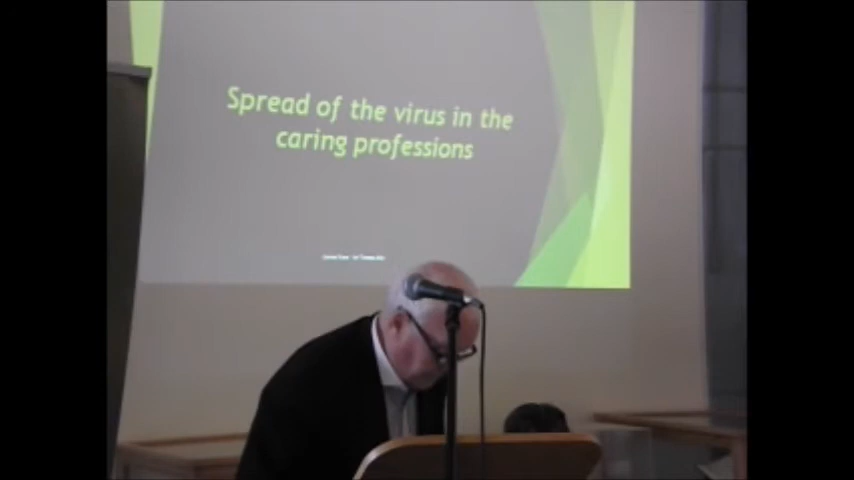 Spread of the virus in the
caring professions